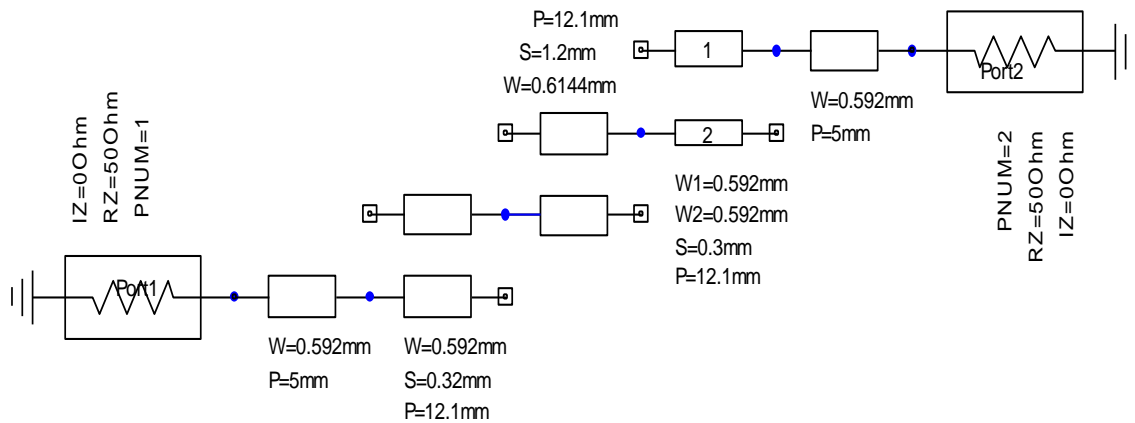 P=12.1mm
S=1.2mm
W=0.6144mm
1
Port2
W=0.592mm
P=5mm
2
W1=0.592mm
W2=0.592mm
S=0.3mm
P=12.1mm
PNUM=2
RZ=50Ohm
IZ=0Ohm
IZ=0Ohm
RZ=50Ohm
PNUM=1
Port1
W=0.592mm
P=5mm
W=0.592mm
S=0.32mm
P=12.1mm